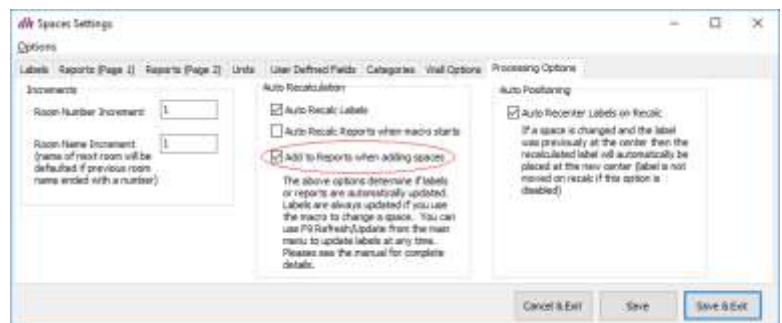 dhs Spaces Settings
Options
Labels Reports (Page 1) Reports (Page 2) Units User Defined Fields Categories Wall Options Processing Options
Increments
Room Number Increment 1
Room Name Increment 1
(name of next room will be
defaulted if previous room
name ended with a number)
Auto Recalculation
Auto Recalc Labels
Auto Recalc Reports when macro starts
Add to Reports when adding spaces
The above options determine if labels
or reports are automatically updated.
Labels are always updated if you use
the macro to change a space. You can
use F9 Refresh/Update from the main
menu to update labels at any time.
Pleases see the manual for complete
details.
Auto Positioning
Auto Recenter Labels on Recalc
If a space is changed and the label
was previously at the center then the
recalculated label will automatically be
placed at the new center (label is not
moved on recalc if this option is
disabled)
Cancel & Exit Save Save & Exit